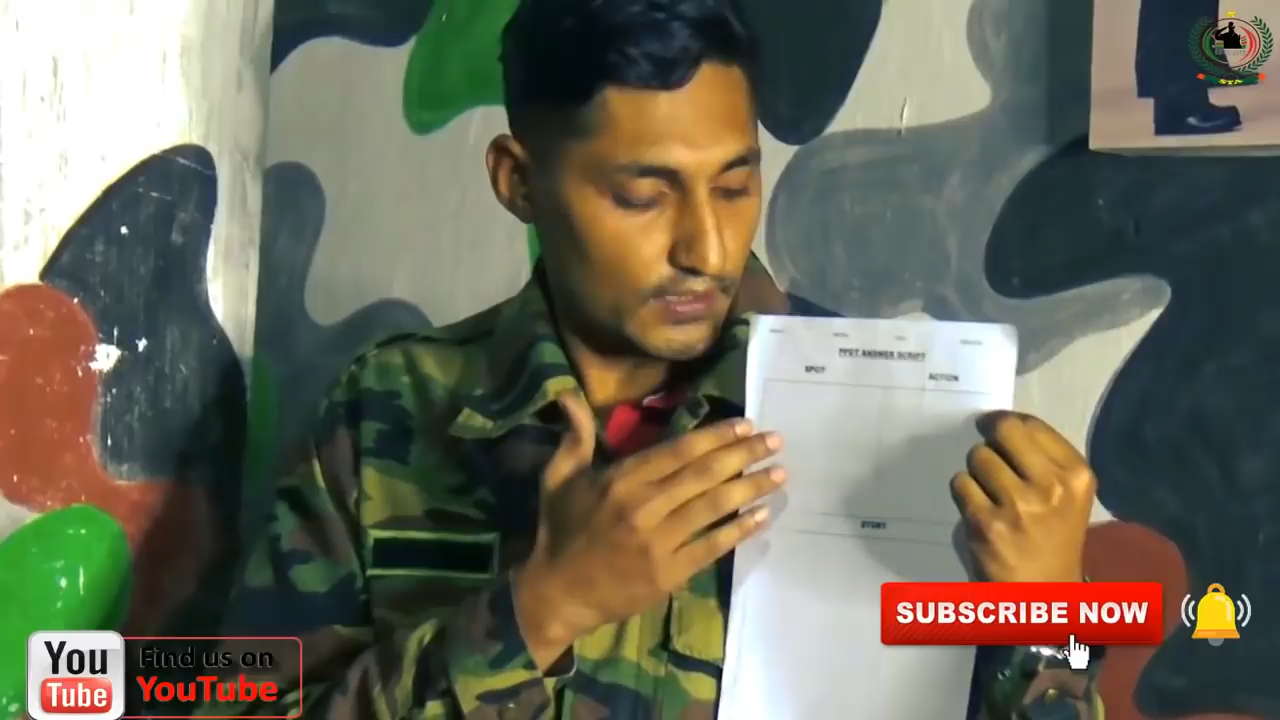 PPDT ANSWER SCRIPT
SPOT
ACTION
STORY
SUBSCRIBE NOW
You
Tube
Find us on
YouTube